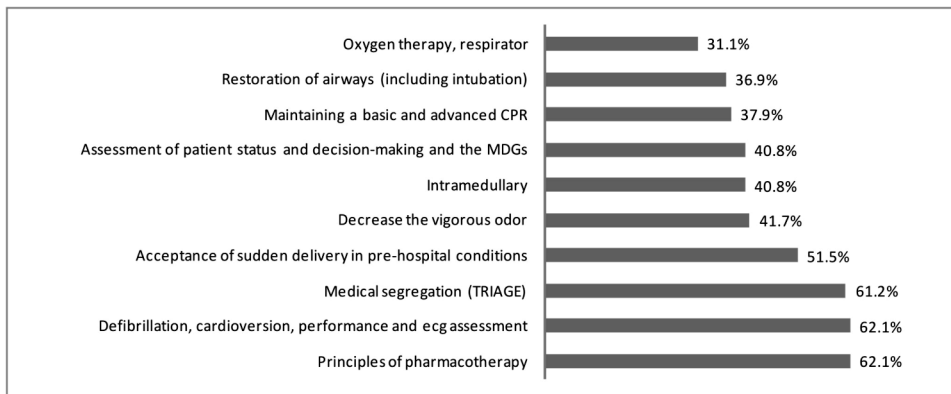 Oxygen therapy, respirator 31.1%
Restoration of airways (including intubation) 36.9%
Maintaining a basic and advanced CPR 37.9%
Assessment of patient status and decision-making and the MDGs 40.8%
Intramedullary 40.8%
Decrease the vigorous odor 41.7%
Acceptance of sudden delivery in pre-hospital conditions 51.5%
Medical segregation (TRIAGE) 61.2%
Defibrillation, cardioversion, performance and ecg assessment 62.1%
Principles of pharmacotherapy 62.1%